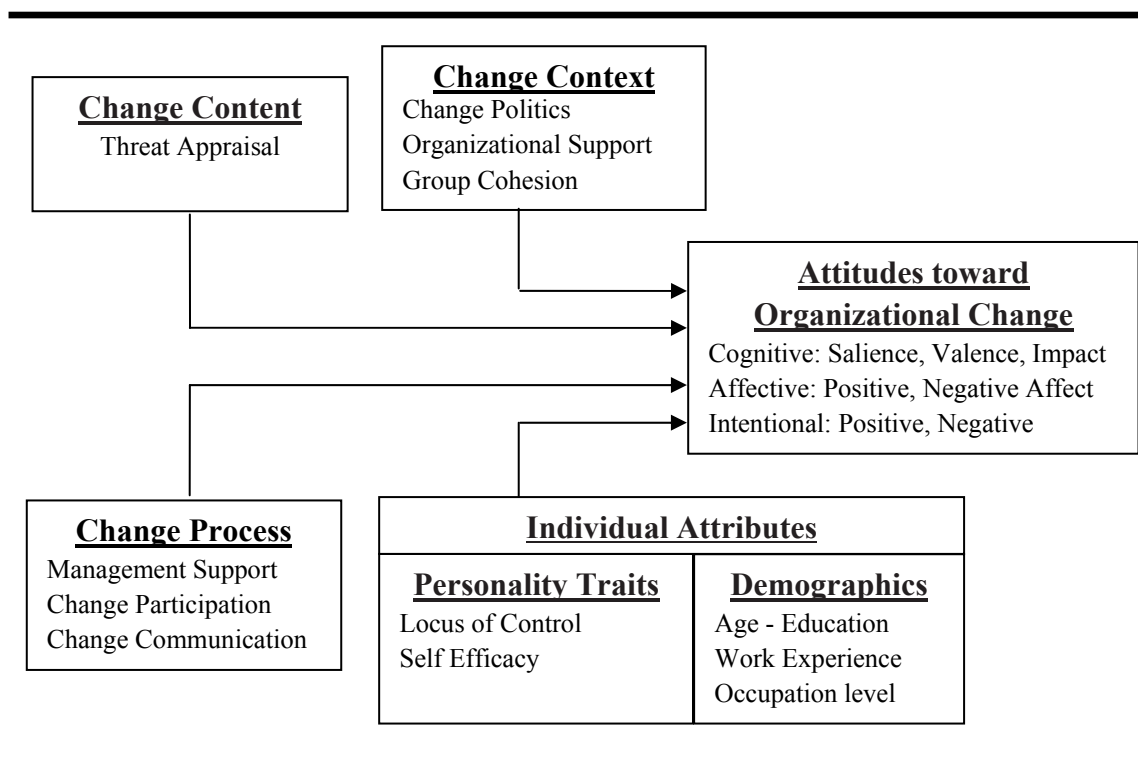 Change Content
Threat Appraisal
Change Context
Change Politics
Organizational Support
Group Cohesion
Attitudes toward
Organizational Change
Cognitive: Salience, Valence, Impact
Affective: Positive, Negative Affect
Intentional: Positive, Negative
Change Process
Management Support
Change Participation
Change Communication
Individual Attributes
Personality Traits
Locus of Control
Self Efficacy
Demographics
Age - Education
Work Experience
Occupation level